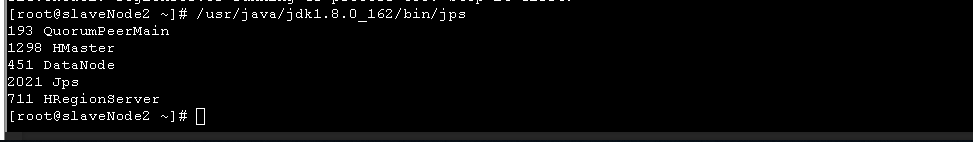 [root@slaveNode2 ~]# /usr/java/jdk1.8.0_162/bin/jps
193 QuorumPeerMain
1298 HMaster
451 DataNode
2021 Jps
711 HRegionServer
[root@slaveNode2 ~]#